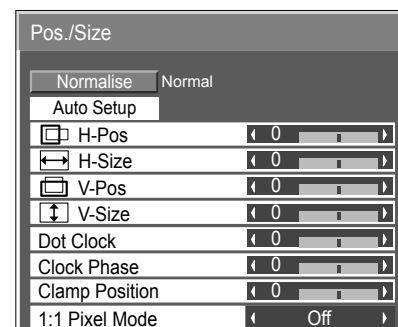 Pos./Size
Normalise Normal
Auto Setup
H-Pos 0
H-Size 0
V-Pos 0
V-Size 0
Dot Clock 0
Clock Phase 0
Clamp Position 0
1:1 Pixel Mode Off